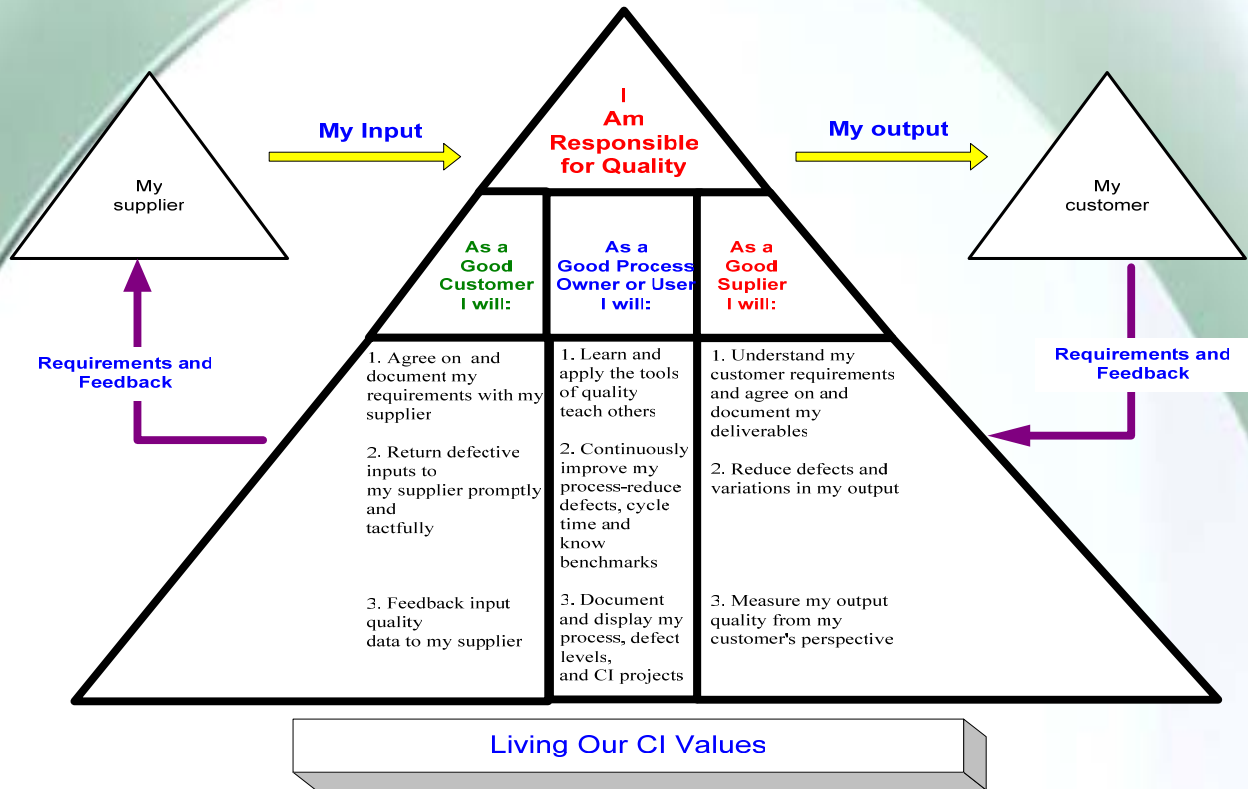 I
Am
Responsible
for Quality
My Input
My output
My
supplier
My
customer
As a
Good
Customer
I will:
As a
Good Process
Owner or User
I will:
As a
Good
Suplier
I will:
Requirements and
Feedback
Requirements and
Feedback
1. Agree on and
document my
requirements with my
supplier
2. Return defective
inputs to
my supplier promptly
and
tactfully
3. Feedback input
quality
data to my supplier
1. Learn and
apply the tools
of quality
teach others
2. Continuously
improve my
process-reduce
defects, cycle
time and
know
benchmarks
3. Document
and display my
process, defect
levels,
and CI projects
1. Understand my
customer requirements
and agree on and
document my
deliverables
2. Reduce defects and
variations in my output
3. Measure my output
quality from my
customer's perspective
Living Our CI Values